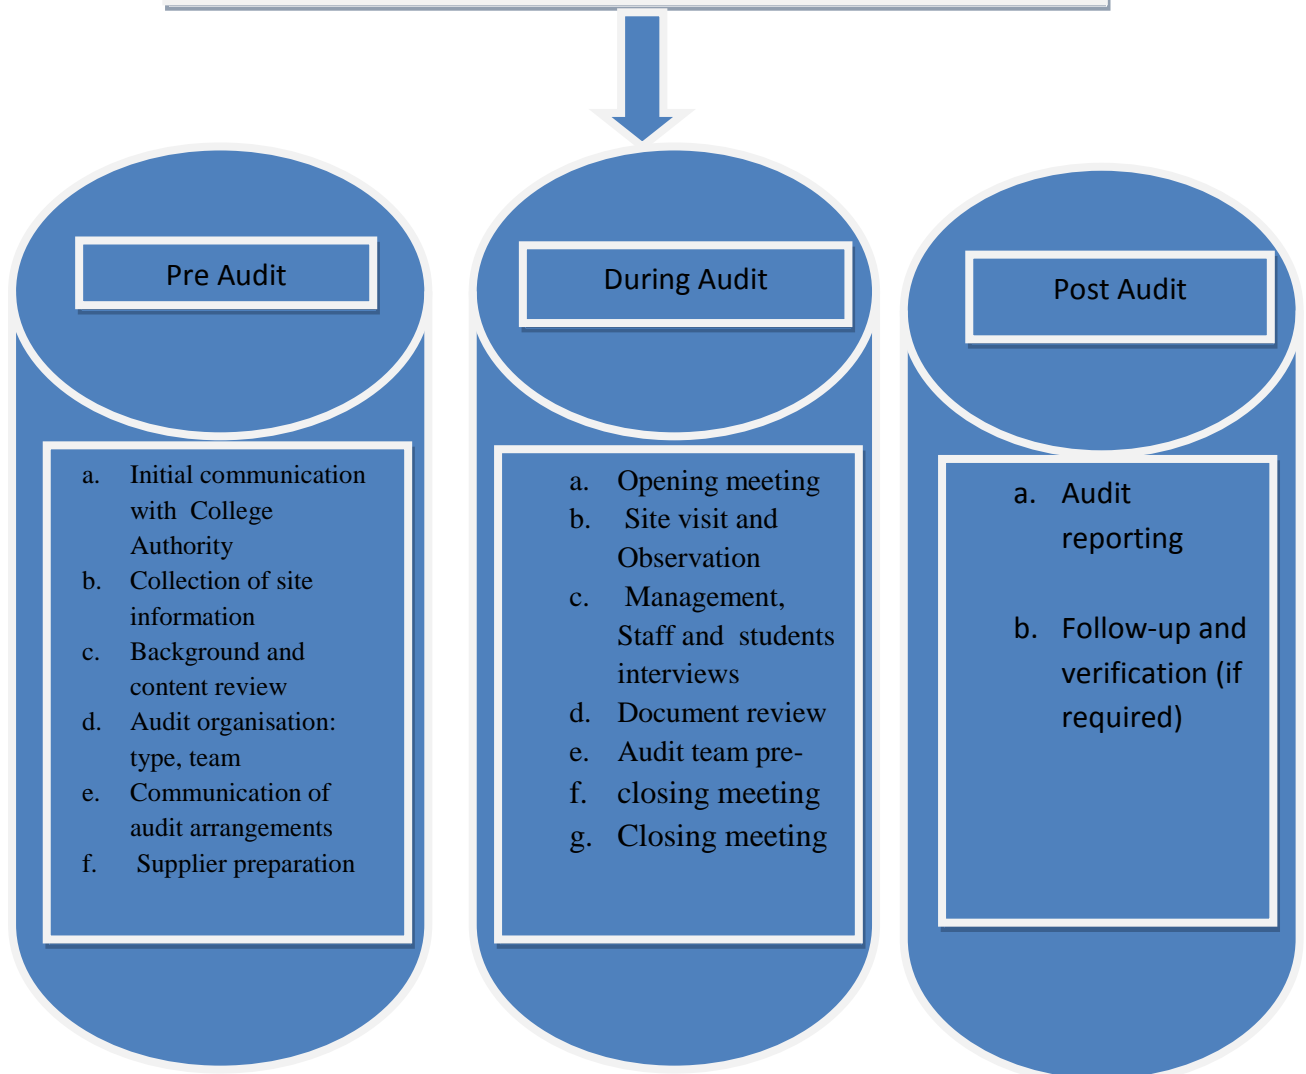 Pre Audit
a. Initial communication
with College
Authority
b. Collection of site
information
c. Background and
content review
d. Audit organisation:
type, team
e. Communication of
audit arrangements
f. Supplier preparation
During Audit
a. Opening meeting
b. Site visit and
Observation
c. Management,
Staff and students
interviews
d. Document review
e. Audit team pre-
f. closing meeting
g. Closing meeting
Post Audit
a. Audit
reporting
b. Follow-up and
verification (if
required)